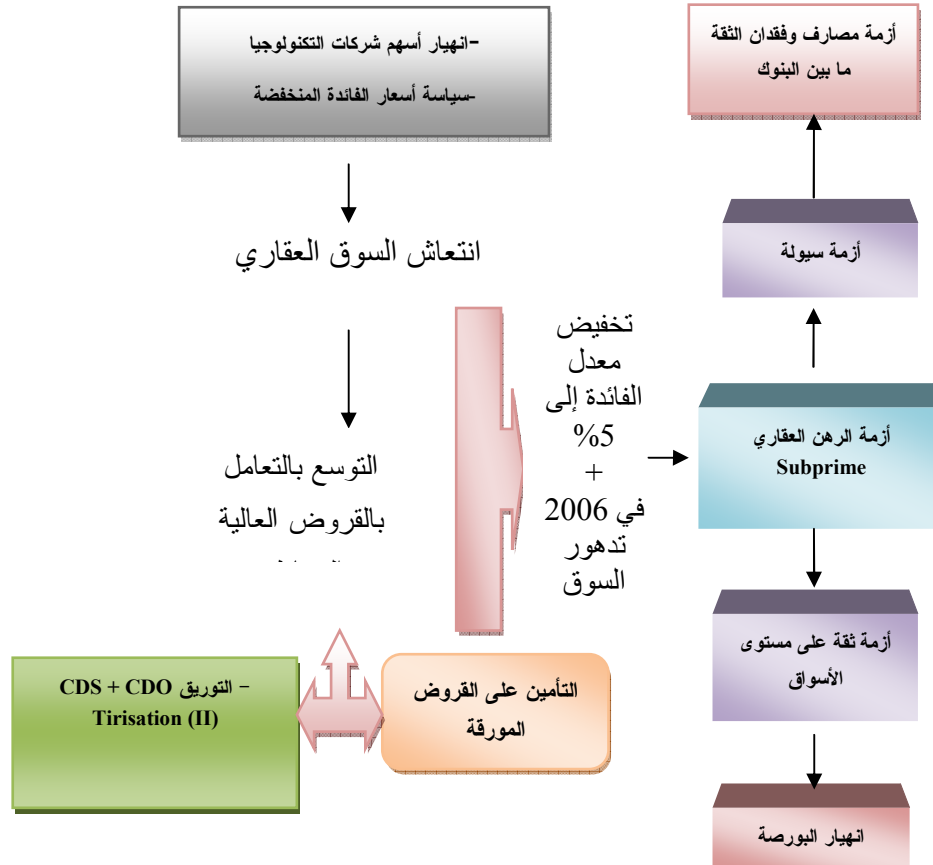 -انهيار أسهم شركات التكنولوجيا
-سياسة أسعار الفائدة المنخفضة
انتعاش السوق العقاري
التوسع بالتعامل
بالقروض العالية
التأمين على القروض
المورقة
- التوريق CDS + CDO
Tirisation (II)
تخفيض
معدل
الفائدة إلى
%5
+
في 2006
تدهور
السوق
أزمة مصارف وفقدان الثقة
ما بين البنوك
أزمة سيولة
أزمة الرهن العقاري
Subprime
أزمة ثقة على مستوى
الأسواق
انهيار البورصة